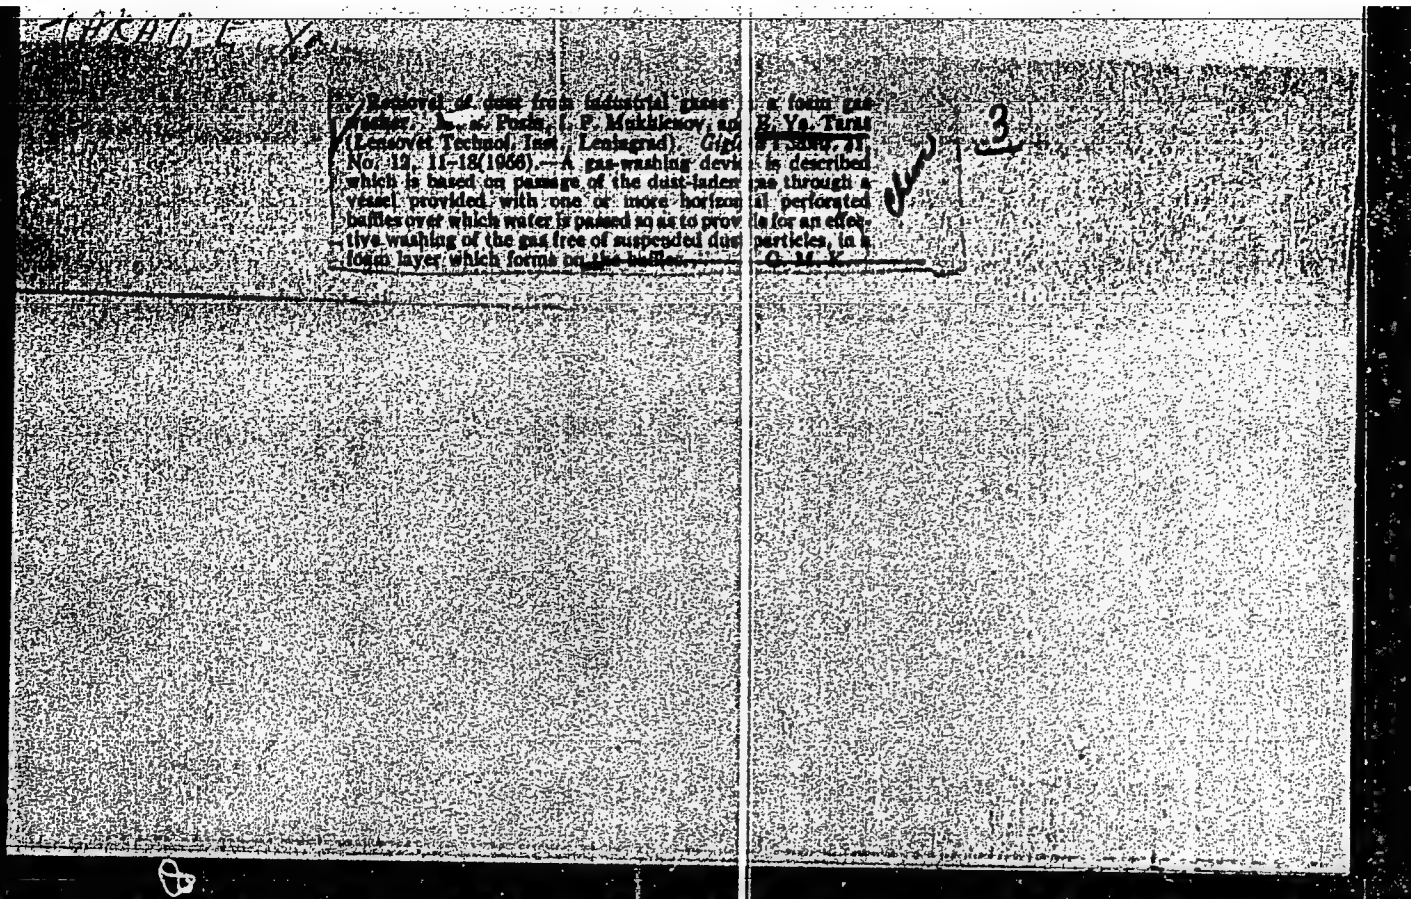 E. Ya.
Removal of dust from industrial gases a foam gas
washer. Pozin, I. P. Mukhlenov, and E. Ya. Tarat
(Lensovet Technol. Inst., Leningrad). 21,
No. 12, 11-18(1956).—A gas-washing device is described
which is based on passage of the dust-laden gas through a
vessel provided with one or more horizontal perforated
baffles over which water is passed so as to provide for an effec-
tive washing of the gas free of suspended dust particles, in a
foam layer which forms on the baffles. G. M. K.
3